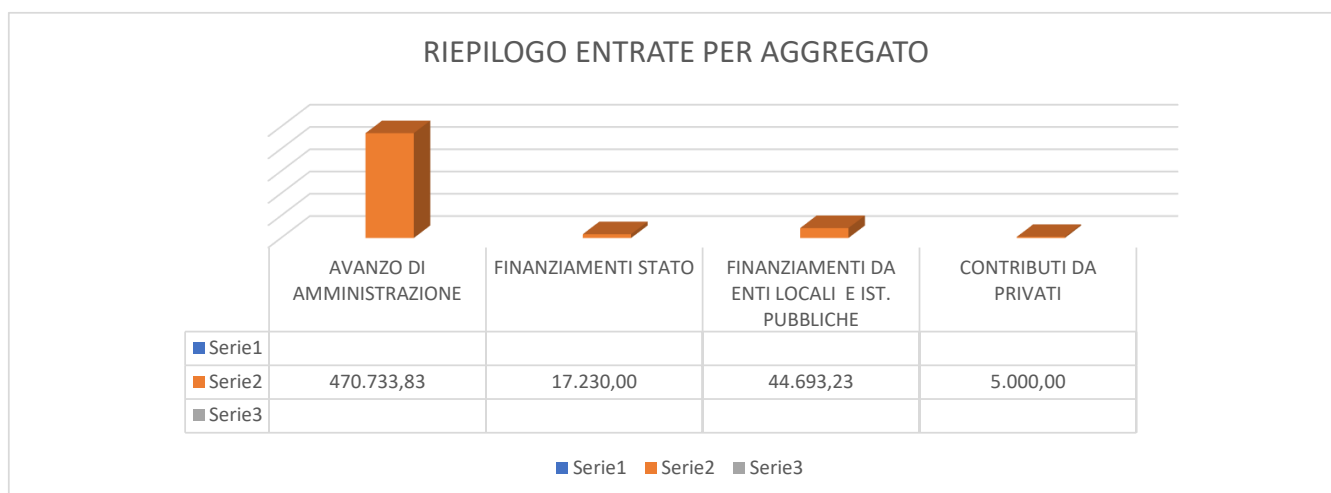 RIEPILOGO ENTRATE PER AGGREGATO
AVANZO DI
AMMINISTRAZIONE
FINANZIAMENTI STATO
FINANZIAMENTI DA
ENTI LOCALI E IST.
PUBBLICHE
CONTRIBUTI DA
PRIVATI
Serie1
Serie2 470.733,83 17.230,00 44.693,23 5.000,00
Serie3
Serie1 Serie2 Serie3